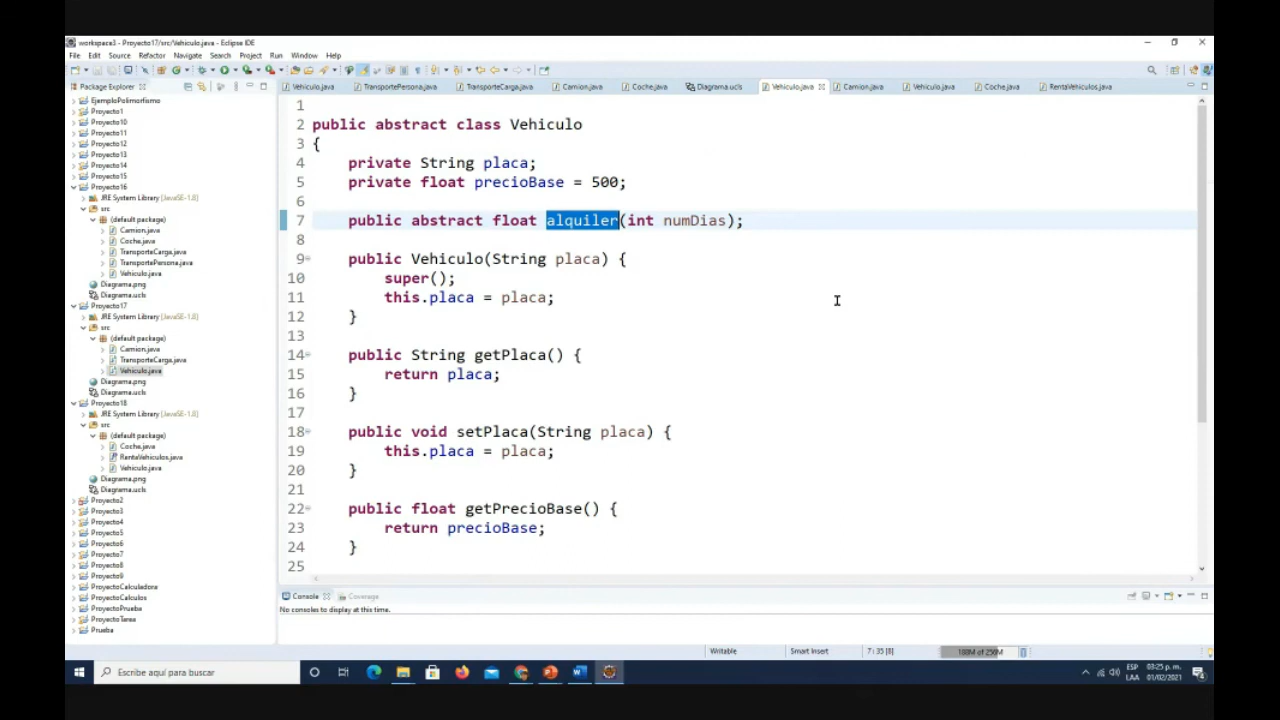 workspace3 - Proyecto17/src/Vehiculo.java - Eclipse IDE
File Edit Source Refactor Navigate Search Project Run Window Help
Package Explorer
Vehiculo.java TransportePersona.java TransporteCarga.java Camion.java Coche.java Diagrama.ucls Vehiculo.java Camion.java Vehiculo.java Coche.java RentaVehiculos.java
EjemploPolimorfismo
Proyecto1
Proyecto10
Proyecto11
Proyecto12
Proyecto13
Proyecto14
Proyecto15
Proyecto16
JRE System Library [JavaSE-1.8]
src
(default package)
Camion.java
Coche.java
TransporteCarga.java
TransportePersona.java
Vehiculo.java
Diagrama.png
Diagrama.ucls
Proyecto17
JRE System Library [JavaSE-1.8]
src
(default package)
Camion.java
TransporteCarga.java
Vehiculo.java
Diagrama.png
Diagrama.ucls
Proyecto18
JRE System Library [JavaSE-1.8]
src
(default package)
Coche.java
RentaVehiculos.java
Vehiculo.java
Diagrama.png
Diagrama.ucls
Proyecto2
Proyecto3
Proyecto4
Proyecto5
Proyecto6
Proyecto7
Proyecto8
Proyecto9
ProyectoCalculadora
ProyectoCalculos
ProyectoPrueba
ProyectoTarea
Prueba
1
2 public abstract class Vehiculo
3 {
4 private String placa;
5 private float precioBase = 500;
6
7 public abstract float alquiler(int numDias);
8
9 public Vehiculo(String placa) {
10 super();
11 this.placa = placa;
12 }
13
14 public String getPlaca() {
15 return placa;
16 }
17
18 public void setPlaca(String placa) {
19 this.placa = placa;
20 }
21
22 public float getPrecioBase() {
23 return precioBase;
24 }
25
Console Coverage
No consoles to display at this time.
Writable Smart Insert 7 : 35 [8] 188M of 256M
Escribe aquí para buscar
ESP 03:25 p. m.
LAA 01/02/2021